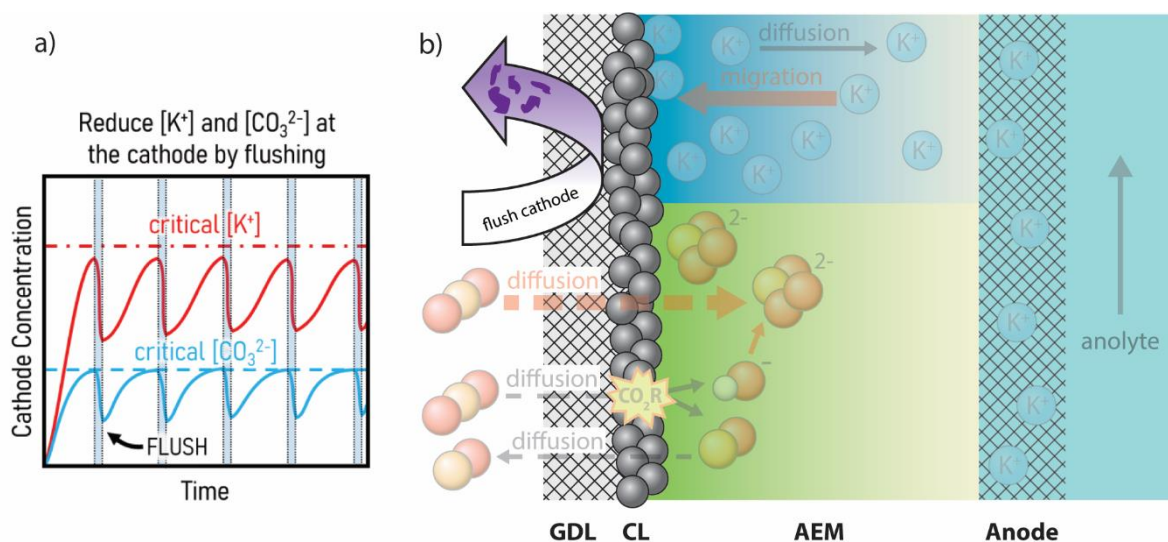 a)
Reduce [K⁺] and [CO₃²⁻] at
the cathode by flushing
critical [K⁺]
critical [CO₃²⁻]
FLUSH
Cathode Concentration
Time
b)
K⁺
K⁺
diffusion
K⁺
K⁺
migration
K⁺
K⁺
K⁺
K⁺
K⁺
K⁺
K⁺
flush cathode
2-
2-
diffusion
diffusion
CO₂R
-
diffusion
K⁺
K⁺
K⁺
K⁺
K⁺
K⁺
anolyte
GDL
CL
AEM
Anode